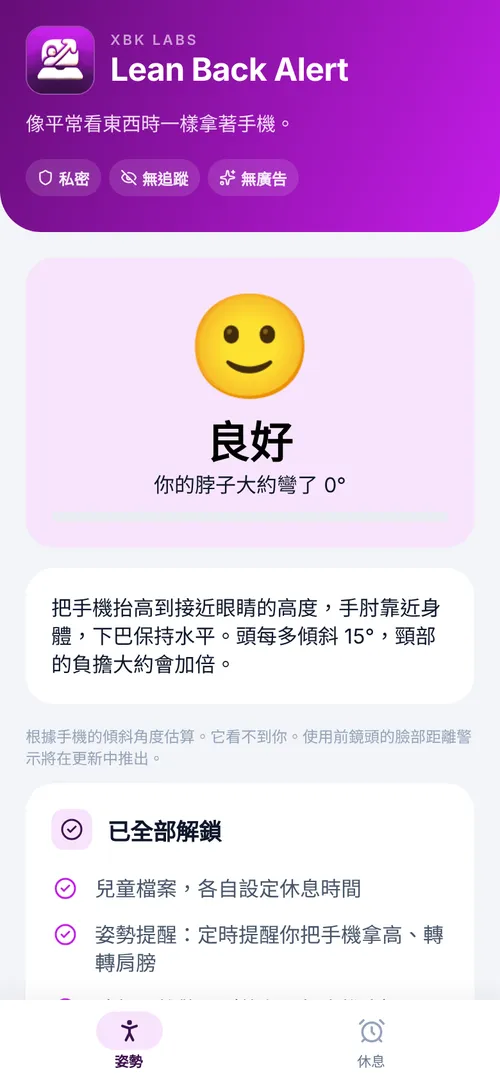 XBK LABS
Lean Back Alert
像平常看東西時一樣拿著手機。
私密
無追蹤
無廣告
良好
你的脖子大約彎了 0°
把手機抬高到接近眼睛的高度，手肘靠近身
體，下巴保持水平。頭每多傾斜 15°，頸部
的負擔大約會加倍。
根據手機的傾斜角度估算。它看不到你。使用前鏡頭的臉部距離警
示將在更新中推出。
已全部解鎖
兒童檔案，各自設定休息時間
姿勢提醒：定時提醒你把手機拿高、轉
轉肩膀
姿勢
休息